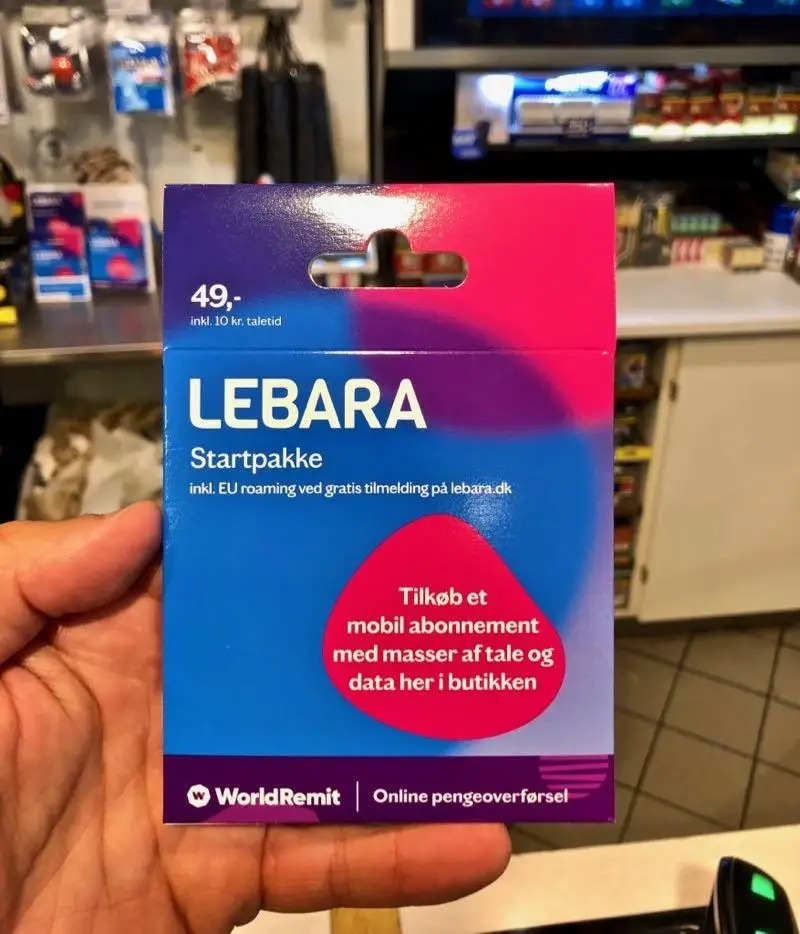 49,-
inkl. 10 kr. taletid
LEBARA
Startpakke
inkl. EU roaming ved gratis tilmelding på lebara.dk
Tilkøb et
mobil abonnement
med masser af tale og
data her i butikken
WorldRemit | Online pengeoverførsel